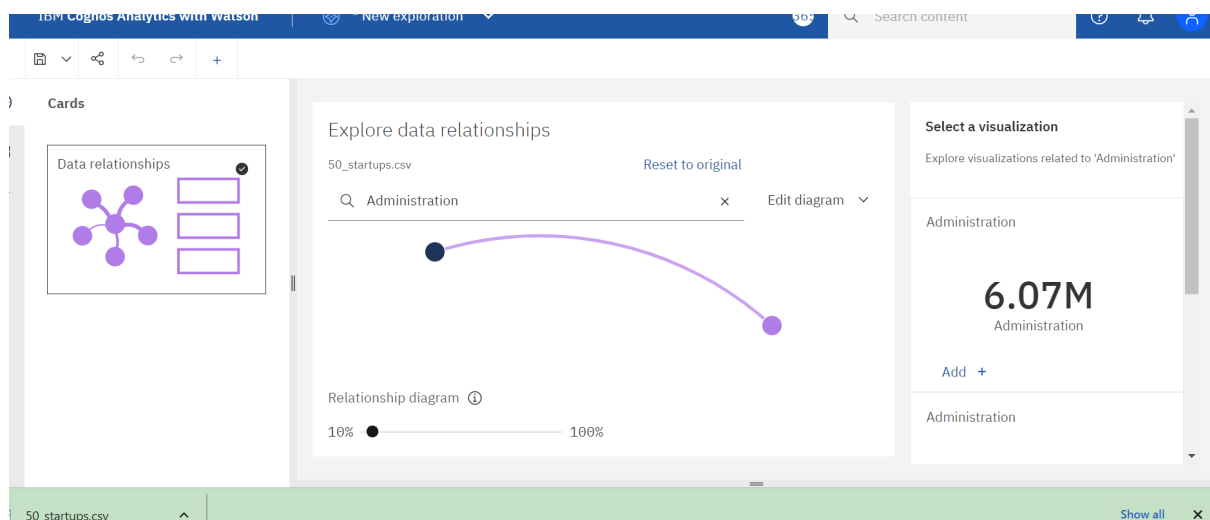 IBM Cognos Analytics with Watson
* New exploration
365
Search content
Cards
Data relationships
Explore data relationships
50_startups.csv
Reset to original
Administration
Edit diagram
Relationship diagram
10%
100%
Select a visualization
Explore visualizations related to 'Administration'
Administration
6.07M
Administration
Add +
Administration
50_startups.csv
Show all